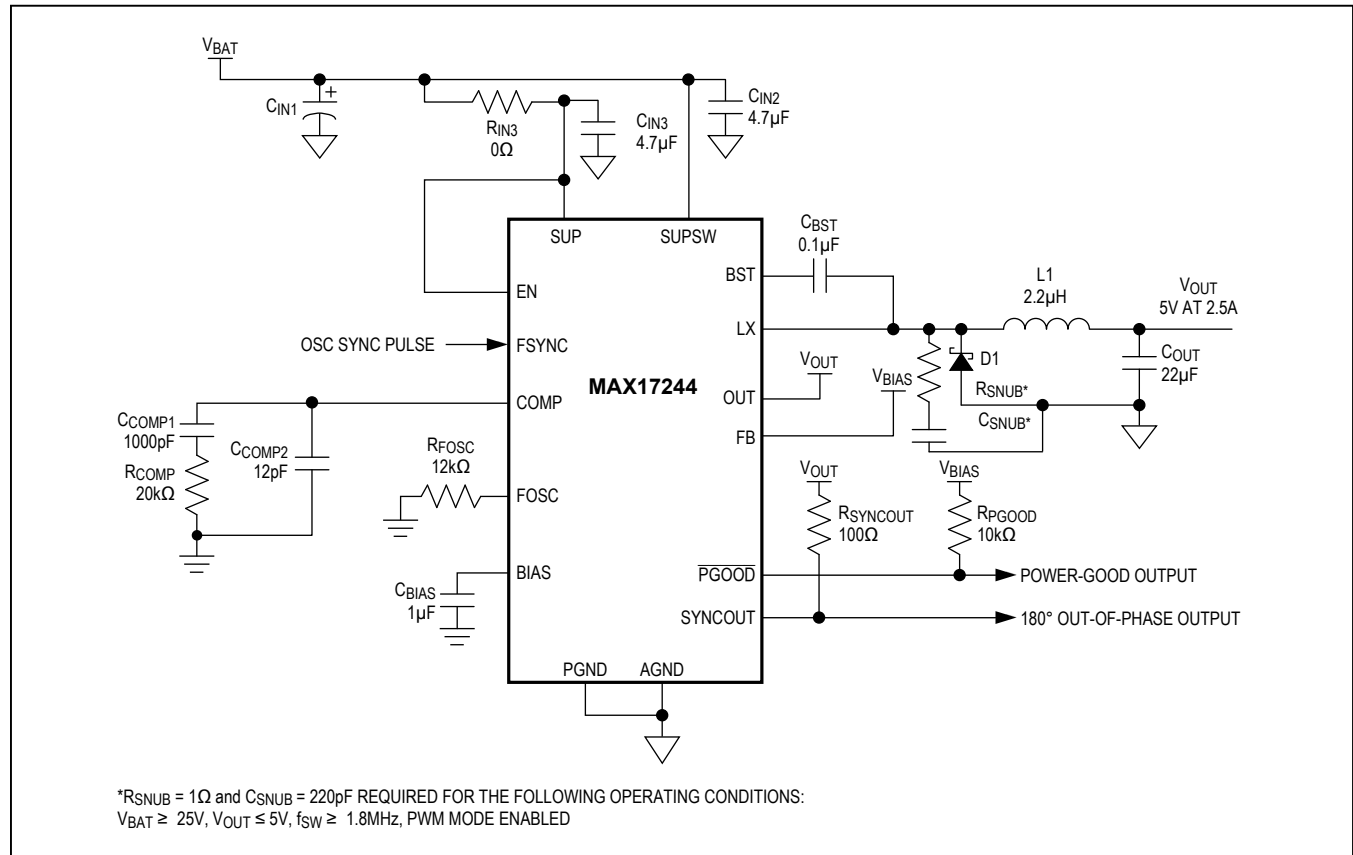 VBAT
CIN1
+
RIN3
0Ω
CIN3
4.7µF
CIN2
4.7µF
SUP
SUPSW
CBST
0.1µF
BST
EN
L1
2.2µH
VOUT
5V AT 2.5A
LX
OSC SYNC PULSE
FSYNC
MAX17244
VOUT
VBIAS
D1
RSNUB*
COUT
22µF
OUT
CSNUB*
COMP
FB
CCOMP1
1000pF
CCOMP2
12pF
RCOMP
20kΩ
RFOSC
12kΩ
FOSC
VOUT
VBIAS
RSYNCOUT
100Ω
RPGOOD
10kΩ
BIAS
CBIAS
1µF
PGOOD
POWER-GOOD OUTPUT
SYNCOUT
180° OUT-OF-PHASE OUTPUT
PGND
AGND
*RSNUB = 1Ω and CSNUB = 220pF REQUIRED FOR THE FOLLOWING OPERATING CONDITIONS:
VBAT ≥ 25V, VOUT ≤ 5V, fSW ≥ 1.8MHz, PWM MODE ENABLED